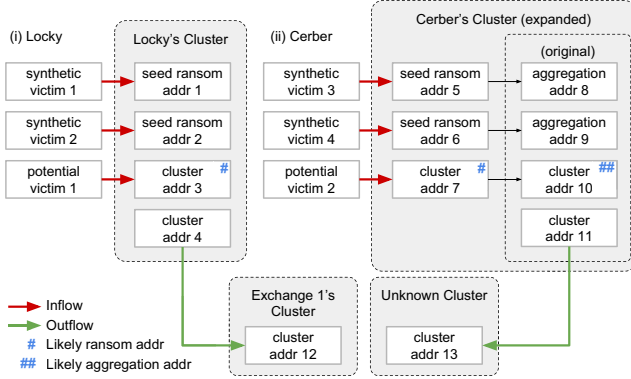 (i) Locky
Locky's Cluster
synthetic
victim 1
seed ransom
addr 1
synthetic
victim 2
seed ransom
addr 2
potential
victim 1
cluster #
addr 3
cluster
addr 4
(ii) Cerber
Cerber's Cluster (expanded)
(original)
synthetic
victim 3
seed ransom
addr 5
aggregation
addr 8
synthetic
victim 4
seed ransom
addr 6
aggregation
addr 9
potential
victim 2
cluster #
addr 7
cluster ##
addr 10
cluster
addr 11
Exchange 1's
Cluster
cluster
addr 12
Unknown Cluster
cluster
addr 13
Inflow
Outflow
# Likely ransom addr
## Likely aggregation addr